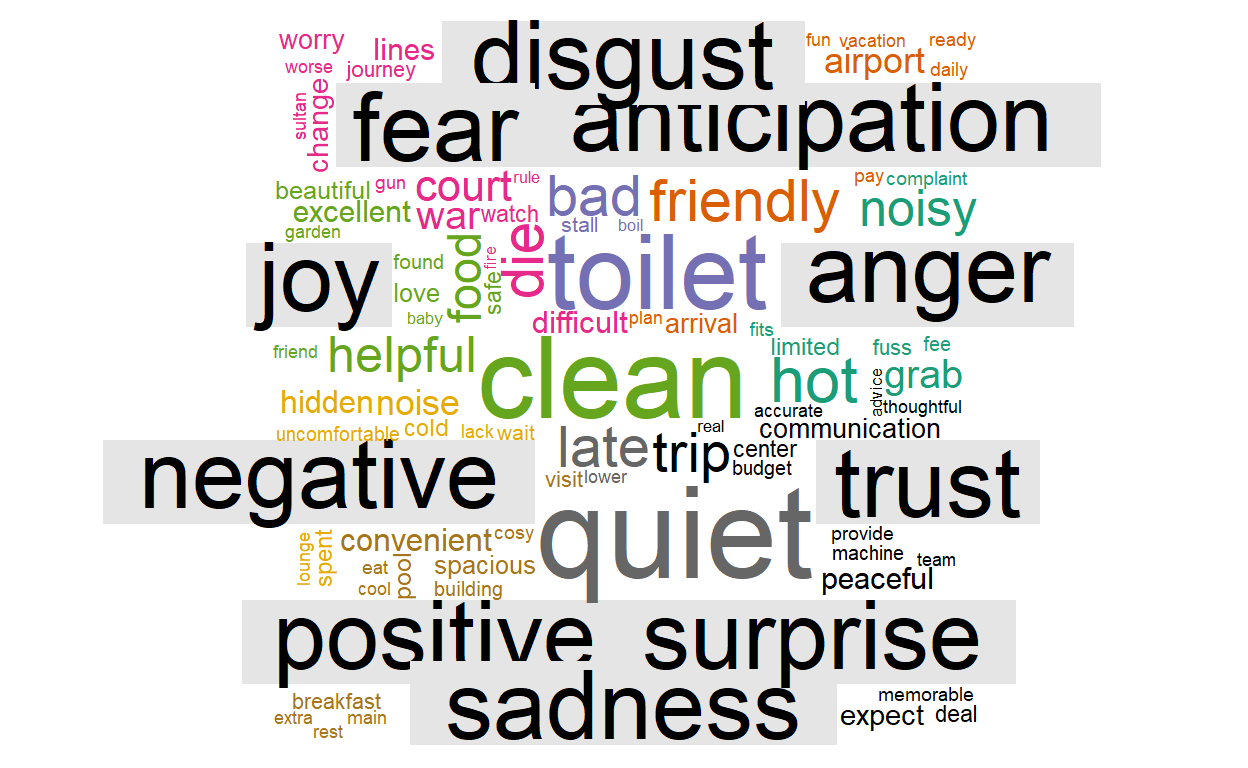 worry lines disgust fun vacation ready
worse journey airport daily
sultan change fear anticipation
beautiful gun court rule bad friendly pay complaint
excellent war watch stall boil noisy
garden
joy found food fire safe die toilet anger
love
baby difficult plan arrival fits
friend helpful clean limited fuss fee
hot advice grab
hidden noise accurate thoughtful
uncomfortable cold lack wait late real communication
negative trip center trust
visit lower budget
lounge spent convenient cosy quiet provide
eat pool spacious machine team
cool building peaceful
positive surprise
breakfast sadness memorable
extra main expect deal
rest